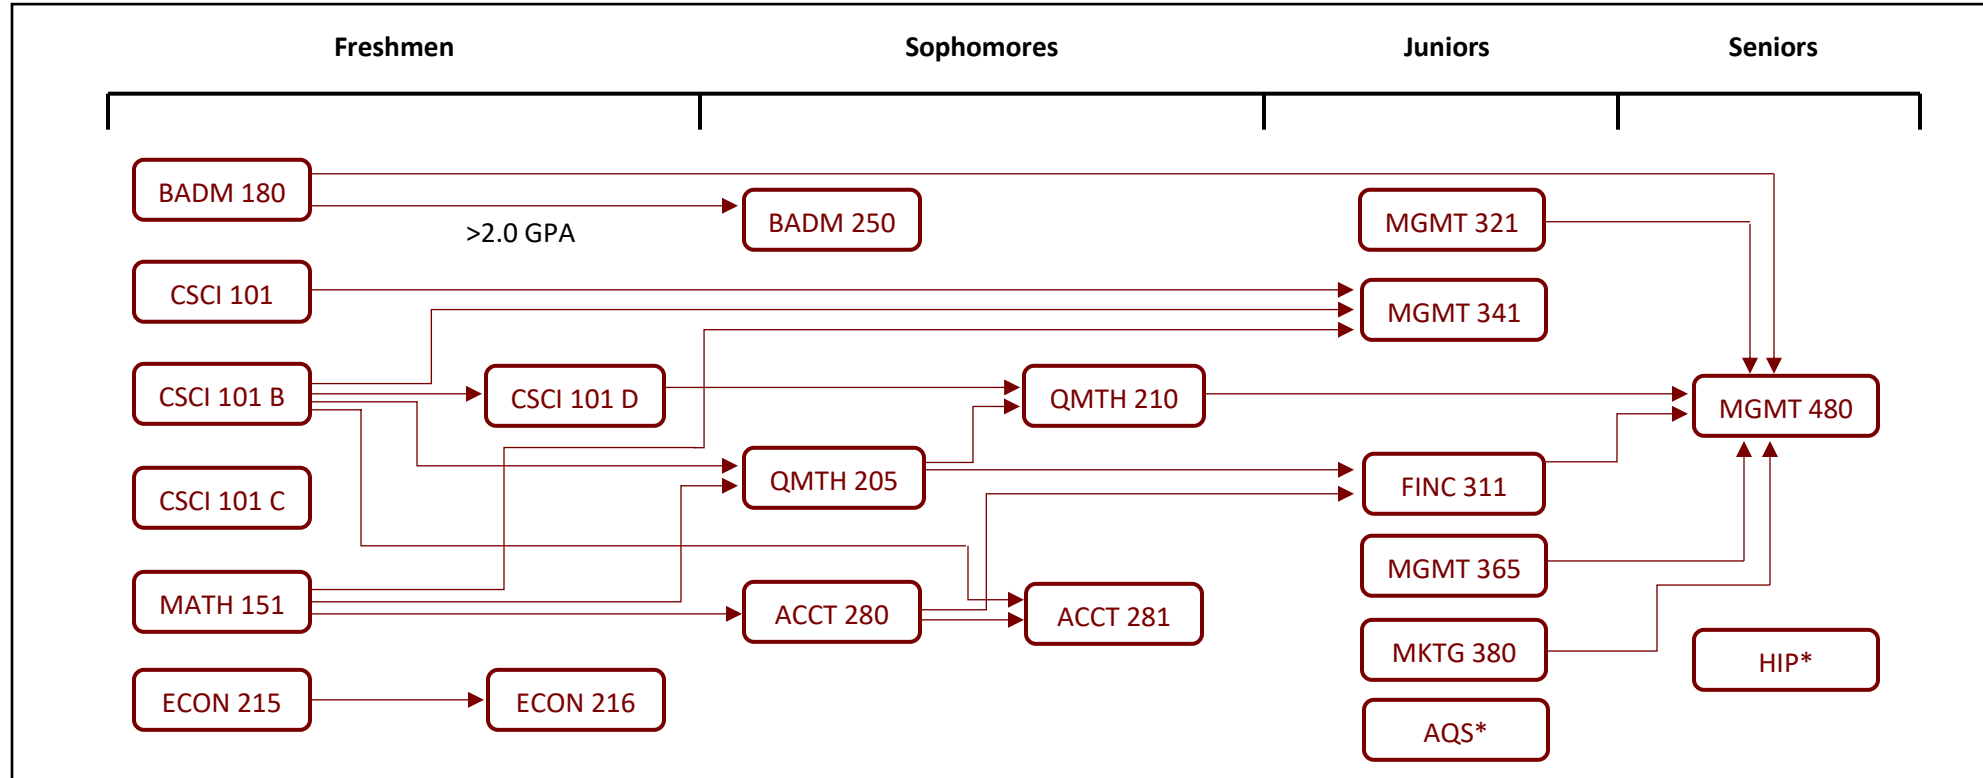 Freshmen
Sophomores
Juniors
Seniors
BADM 180
>2.0 GPA
BADM 250
MGMT 321
CSCI 101
MGMT 341
CSCI 101 B
CSCI 101 D
QMTH 210
MGMT 480
QMTH 205
FINC 311
CSCI 101 C
MGMT 365
MATH 151
ACCT 280
ACCT 281
MKTG 380
HIP*
ECON 215
ECON 216
AQS*